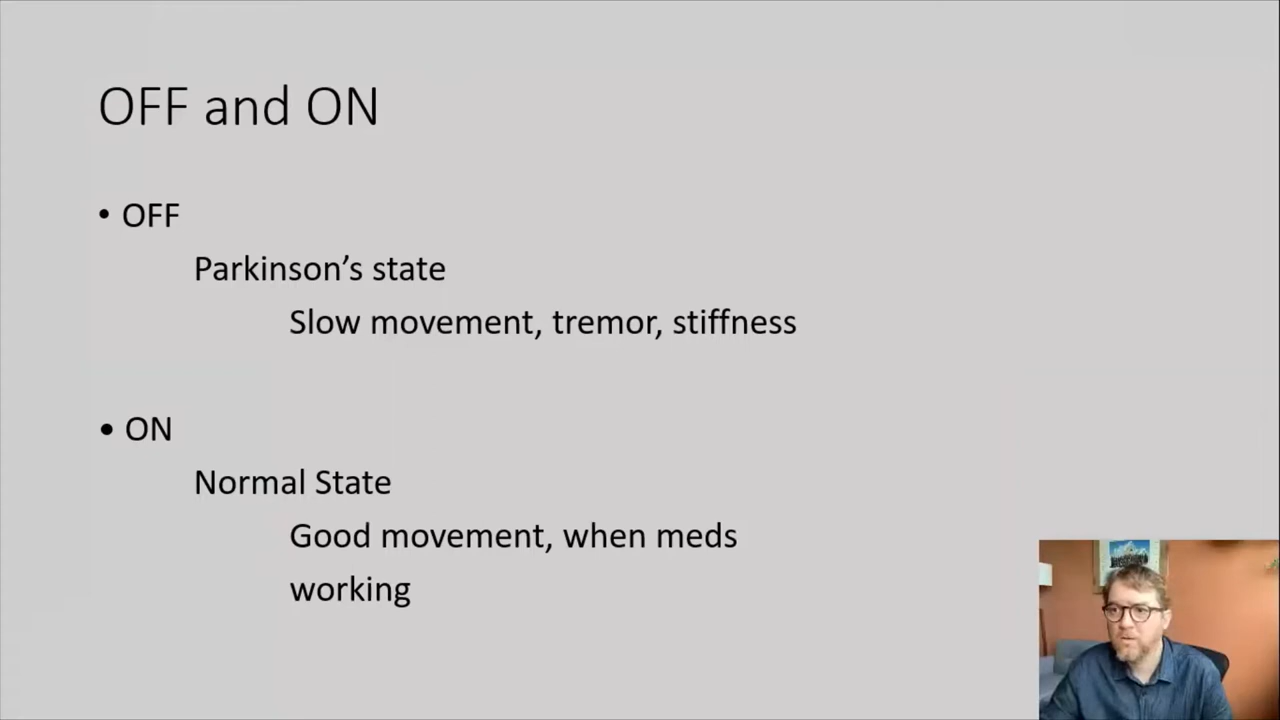 OFF and ON
• OFF
Parkinson’s state
Slow movement, tremor, stiffness
• ON
Normal State
Good movement, when meds
working